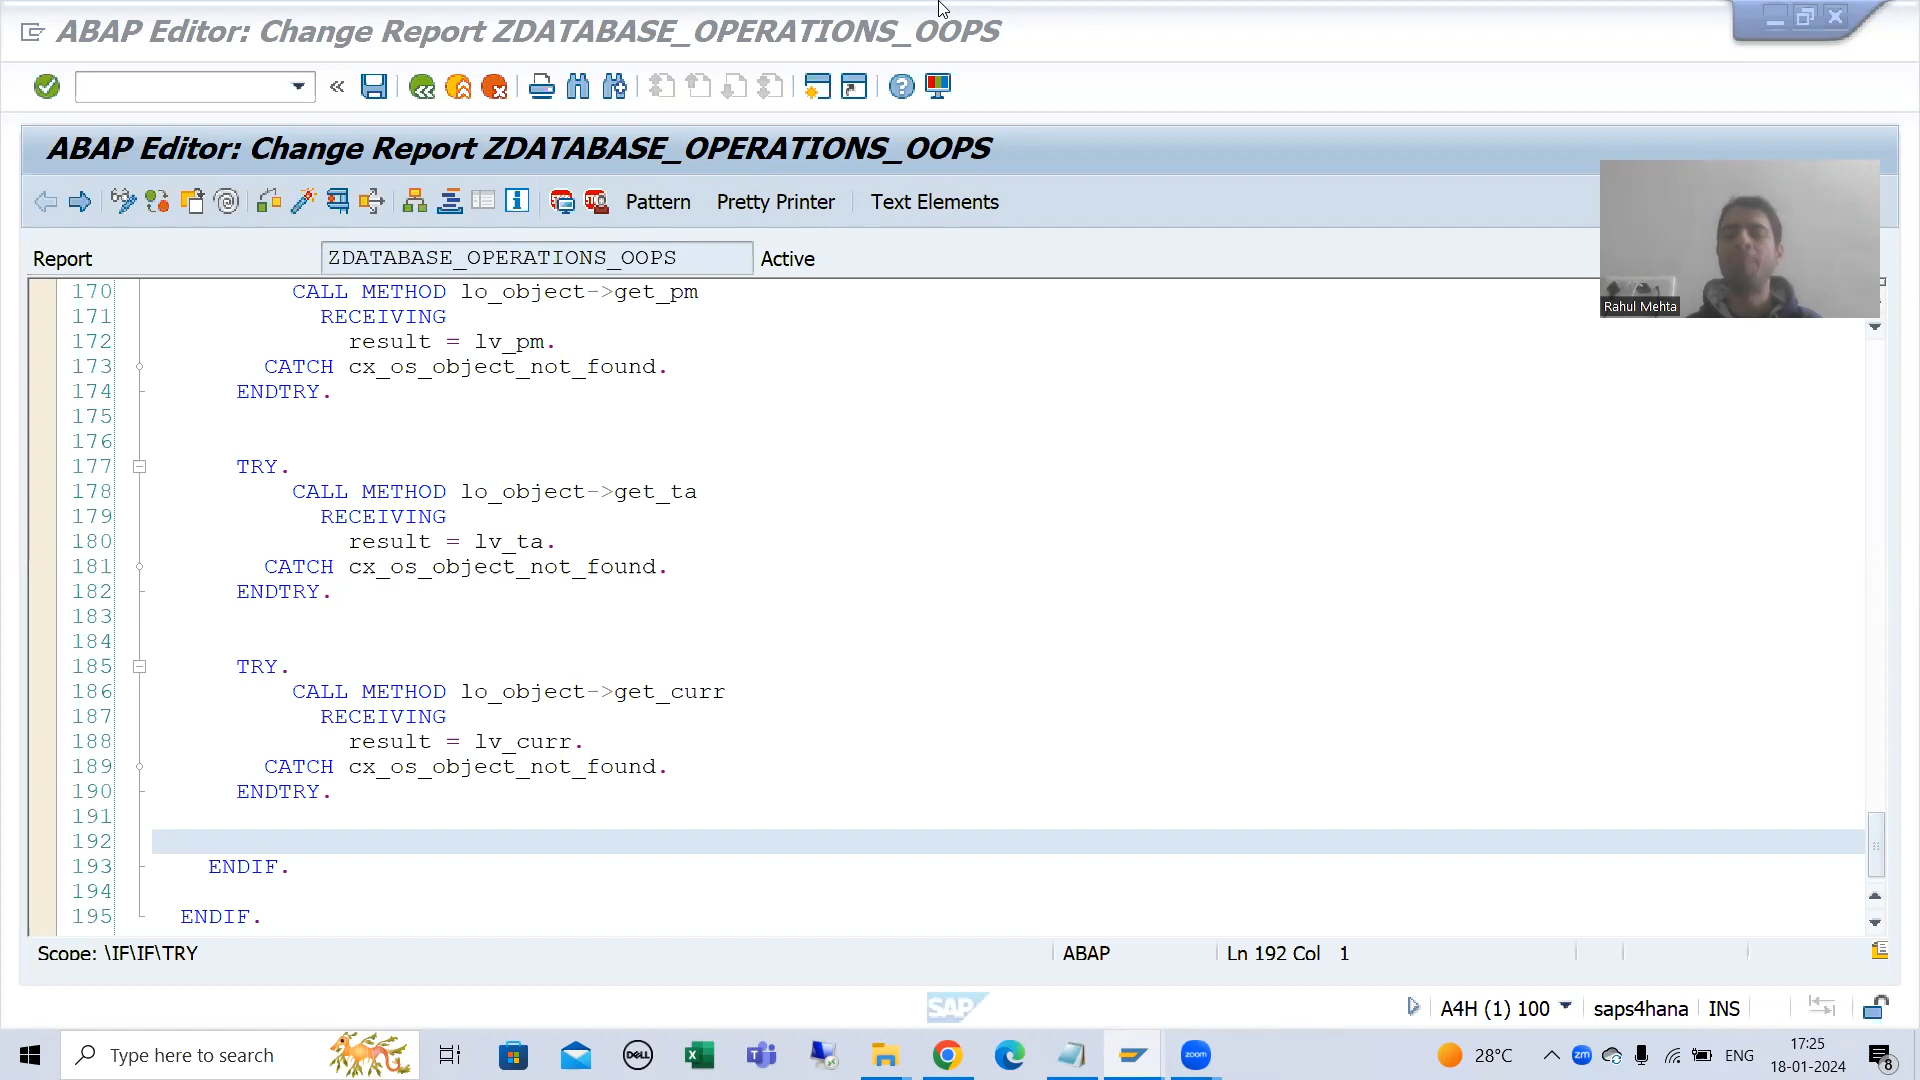 ABAP Editor: Change Report ZDATABASE_OPERATIONS_OOPS
ABAP Editor: Change Report ZDATABASE_OPERATIONS_OOPS
Pattern Pretty Printer Text Elements
Report ZDATABASE_OPERATIONS_OOPS Active
Rahul Mehta
170 CALL METHOD lo_object->get_pm
171 RECEIVING
172 result = lv_pm.
173 CATCH cx_os_object_not_found.
174 ENDTRY.
175
176
177 TRY.
178 CALL METHOD lo_object->get_ta
179 RECEIVING
180 result = lv_ta.
181 CATCH cx_os_object_not_found.
182 ENDTRY.
183
184
185 TRY.
186 CALL METHOD lo_object->get_curr
187 RECEIVING
188 result = lv_curr.
189 CATCH cx_os_object_not_found.
190 ENDTRY.
191
192
193 ENDIF.
194
195 ENDIF.
Scope: \IF\IF\TRY ABAP Ln 192 Col 1
SAP A4H (1) 100 saps4hana INS
Type here to search DELL zoom 28°C zm ENG 17:25
18-01-2024 8